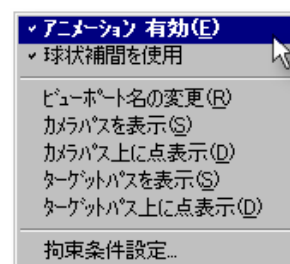 ✓ｱﾆﾒｰｼｮﾝ 有効(E)
✓球状補間を使用
ﾋﾞｭｰﾎﾟｰﾄ名の変更(R)
ｶﾒﾗﾊﾟｽを表示(S)
ｶﾒﾗﾊﾟｽ上に点表示(D)
ﾀｰｹﾞｯﾄﾊﾟｽを表示(S)
ﾀｰｹﾞｯﾄﾊﾟｽ上に点表示(D)
拘束条件設定...